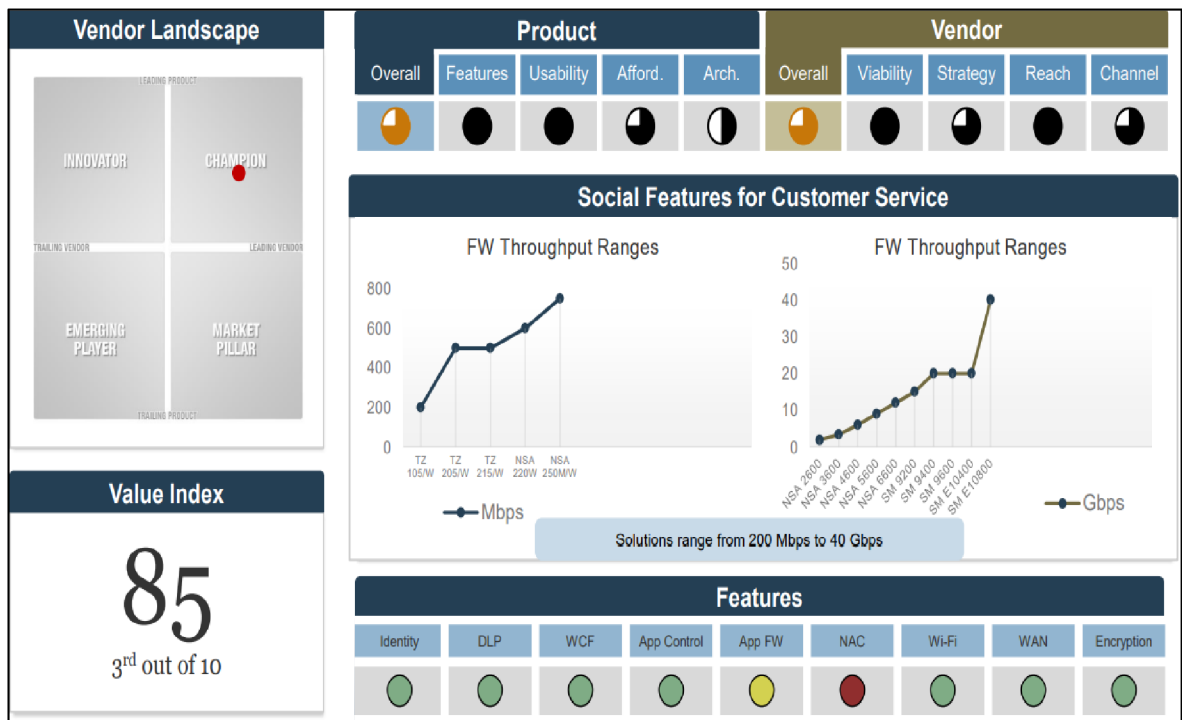 Vendor Landscape
LEADING PRODUCT
INNOVATOR
CHAMPION
TRAILING VENDOR
LEADING VENDOR
EMERGING
PLAYER
MARKET
PILLAR
TRAILING PRODUCT
Value Index
85
3rd out of 10
Product
Vendor
Overall
Features
Usability
Afford.
Arch.
Overall
Viability
Strategy
Reach
Channel
Social Features for Customer Service
FW Throughput Ranges
800
600
400
200
0
TZ
105/W
TZ
205/W
TZ
215/W
NSA
220W
NSA
250M/W
Mbps
FW Throughput Ranges
50
40
30
20
10
0
NSA 2600
NSA 3600
NSA 4600
NSA 5600
NSA 6600
SM 9200
SM 9400
SM 9600
SM E10400
SM E10800
Gbps
Solutions range from 200 Mbps to 40 Gbps
Features
Identity
DLP
WCF
App Control
App FW
NAC
Wi-Fi
WAN
Encryption